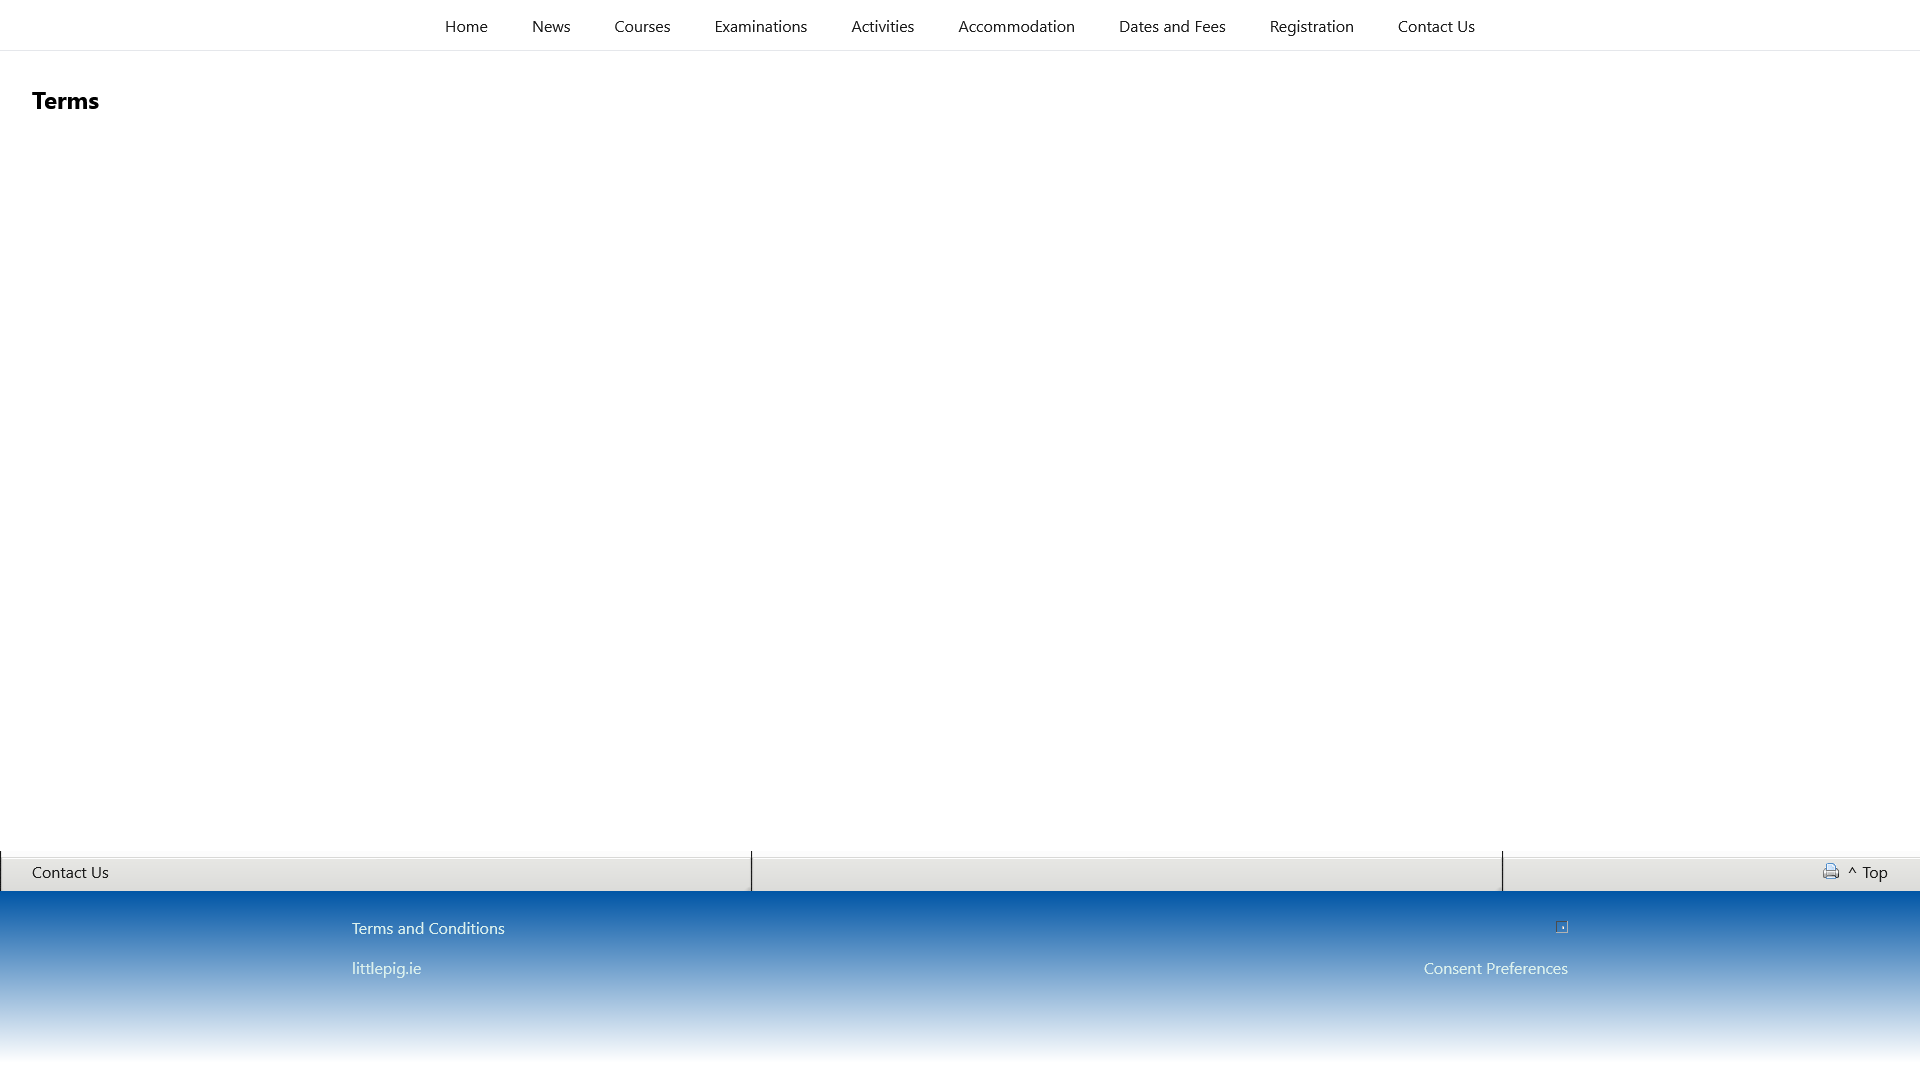 Home News Courses Examinations Activities Accommodation Dates and Fees Registration Contact Us
Terms
Contact Us
^ Top
Terms and Conditions
littlepig.ie
Consent Preferences